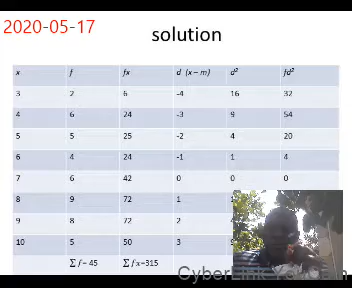 2020-05-17
solution
x f fx d (x – m) d² fd²
3 2 6 -4 16 32
4 6 24 -3 9 54
5 5 25 -2 4 20
6 4 24 -1 1 4
7 6 42 0 0 0
8 9 72 1
9 8 72 2
10 5 50 3
∑f= 45 ∑fx=315